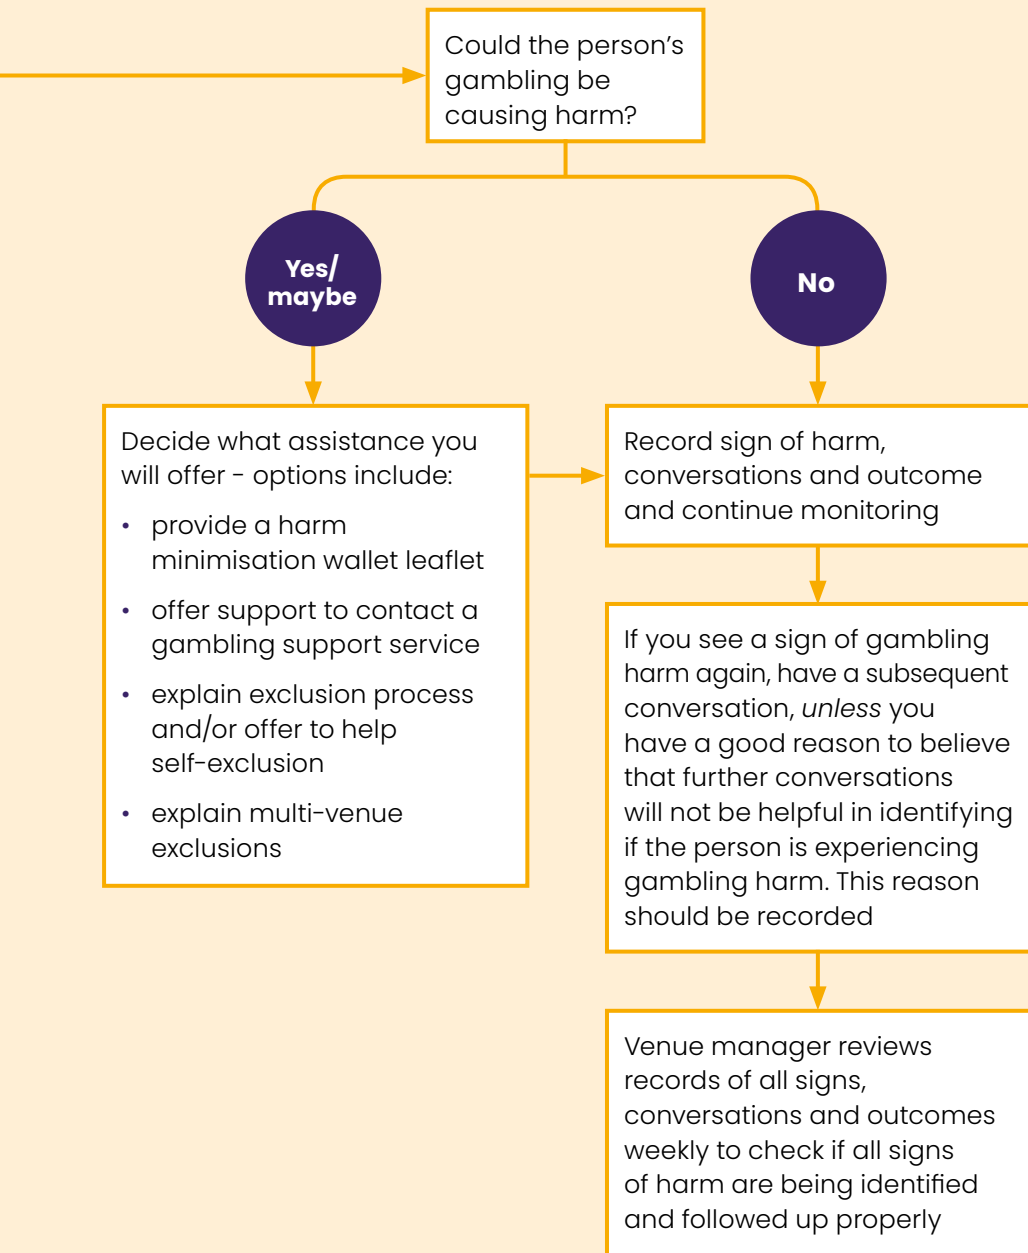 Could the person’s
gambling be
causing harm?
Yes/
maybe
No
Decide what assistance you
will offer - options include:
• provide a harm
minimisation wallet leaflet
• offer support to contact a
gambling support service
• explain exclusion process
and/or offer to help
self-exclusion
• explain multi-venue
exclusions
Record sign of harm,
conversations and outcome
and continue monitoring
If you see a sign of gambling
harm again, have a subsequent
conversation, unless you
have a good reason to believe
that further conversations
will not be helpful in identifying
if the person is experiencing
gambling harm. This reason
should be recorded
Venue manager reviews
records of all signs,
conversations and outcomes
weekly to check if all signs
of harm are being identified
and followed up properly